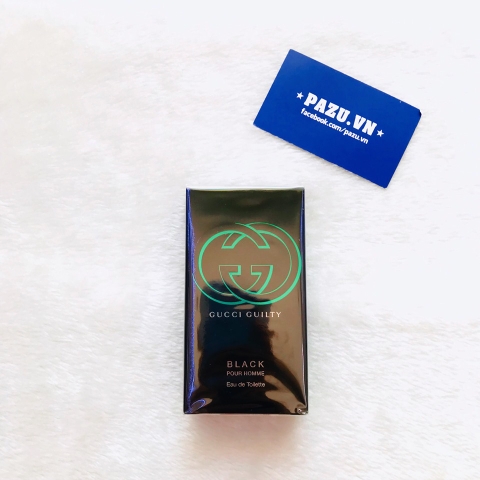 ★ PAZU.VN ★
facebook.com/pazu.vn
GUCCI GUILTY
BLACK
POUR HOMME
Eau de Toilette